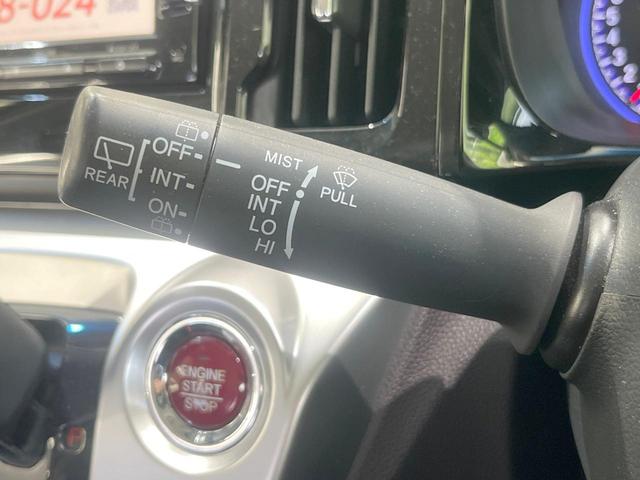 8-024
OFF
INT
ON
REAR
MIST
OFF
INT
LO
HI
PULL
ENGINE
START
STOP